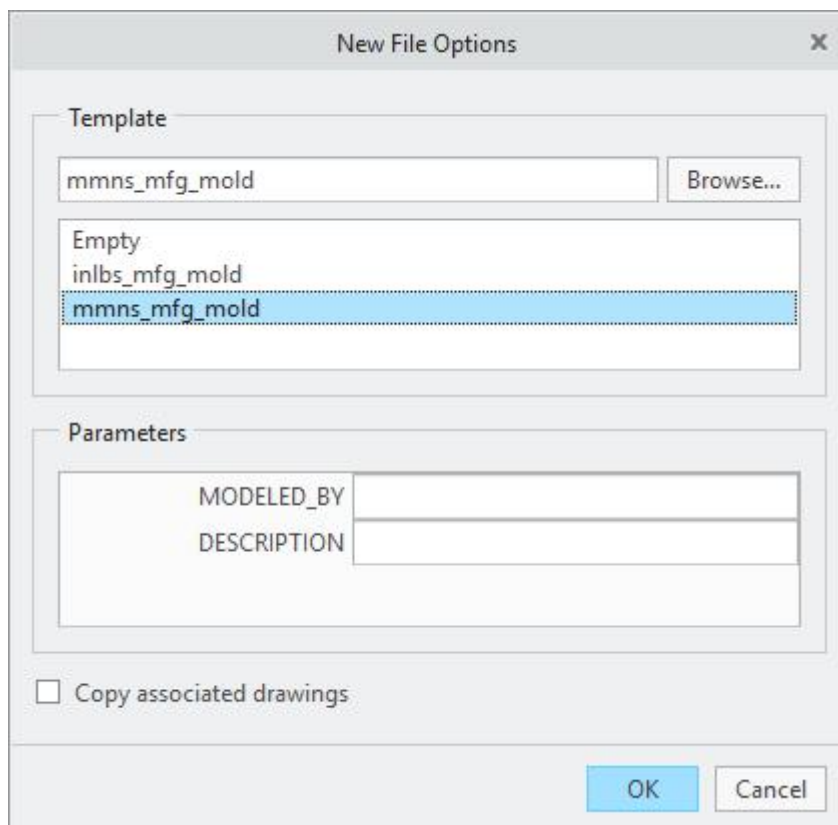 New File Options
Template
mmns_mfg_mold
Browse...
Empty
inlbs_mfg_mold
mmns_mfg_mold
Parameters
MODELED_BY
DESCRIPTION
Copy associated drawings
OK Cancel